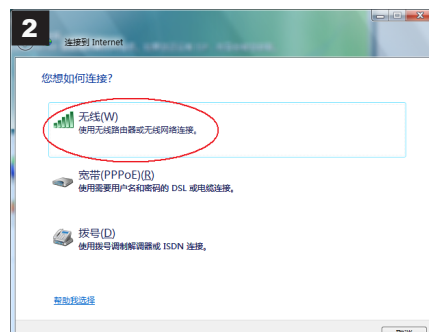 2
连接到 Internet
您想如何连接?
无线(W)
使用无线路由器或无线网络连接。
宽带(PPPoE)(R)
使用需要用户名和密码的 DSL 或电缆连接。
拨号(D)
使用拨号调制解调器或 ISDN 连接。
帮助我选择